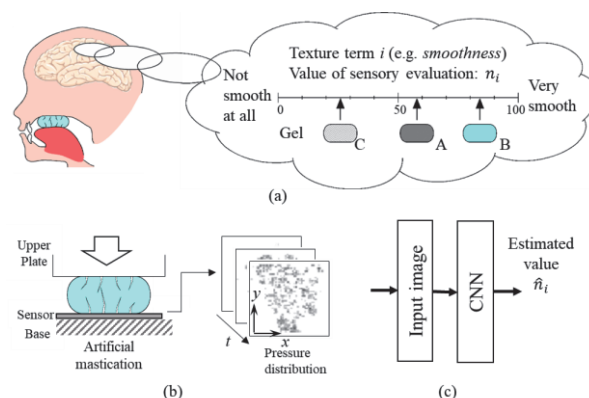 Texture term i (e.g. smoothness)
Value of sensory evaluation: nᵢ
Not
smooth
at all
0
50
100
Very
smooth
Gel
C
A
B
(a)
Upper
Plate
Sensor
Base
Artificial
mastication
y
x
t
Pressure
distribution
(b)
Input image
CNN
Estimated
value
n̂ᵢ
(c)